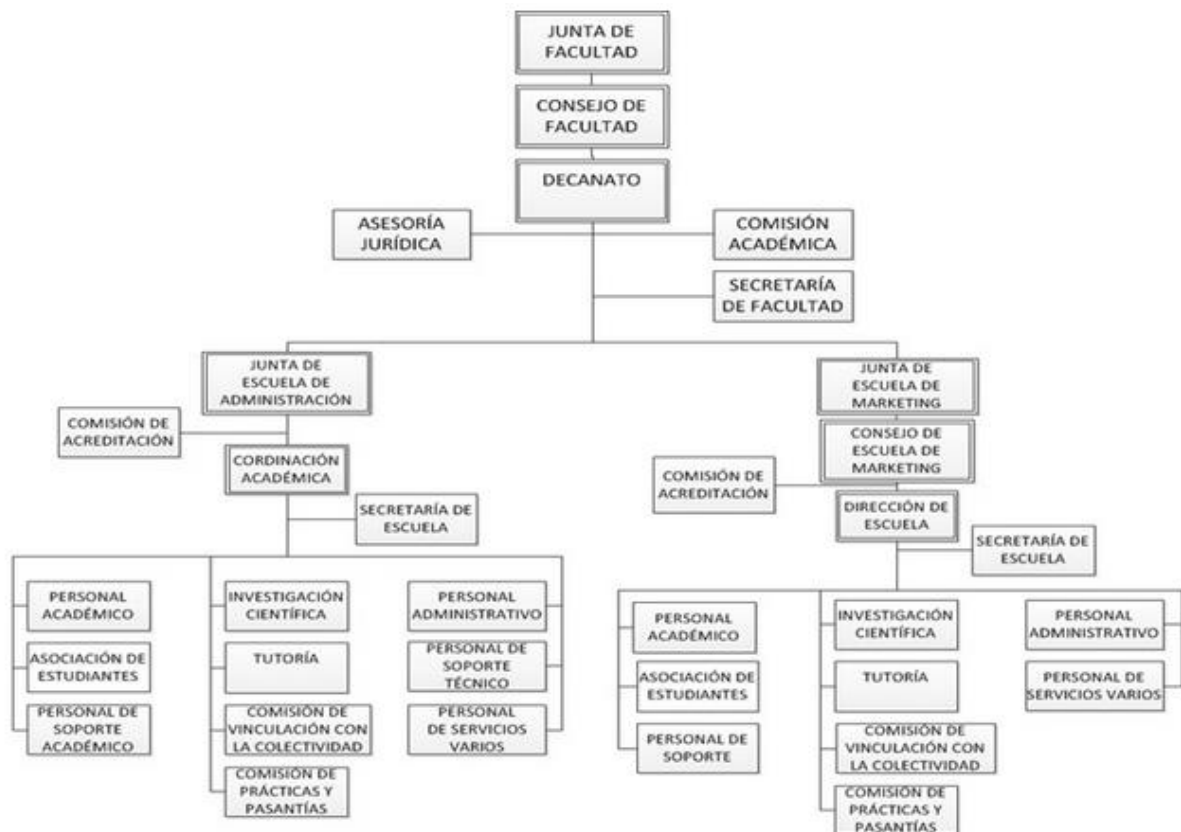 JUNTA DE
FACULTAD
CONSEJO DE
FACULTAD
DECANATO
ASESORÍA
JURÍDICA
COMISIÓN
ACADÉMICA
SECRETARÍA
DE FACULTAD
JUNTA DE
ESCUELA DE
ADMINISTRACIÓN
COMISIÓN DE
ACREDITACIÓN
CORDINACIÓN
ACADÉMICA
SECRETARÍA DE
ESCUELA
PERSONAL
ACADÉMICO
ASOCIACIÓN DE
ESTUDIANTES
PERSONAL DE
SOPORTE
ACADÉMICO
INVESTIGACIÓN
CIENTÍFICA
TUTORÍA
COMISIÓN DE
VINCULACIÓN CON
LA COLECTIVIDAD
COMISIÓN DE
PRÁCTICAS Y
PASANTÍAS
PERSONAL
ADMINISTRATIVO
PERSONAL DE
SOPORTE
TÉCNICO
PERSONAL
DE SERVICIOS
VARIOS
JUNTA DE
ESCUELA DE
MARKETING
CONSEJO DE
ESCUELA DE
MARKETING
COMISIÓN DE
ACREDITACIÓN
DIRECCIÓN DE
ESCUELA
SECRETARÍA DE
ESCUELA
PERSONAL
ACADÉMICO
ASOCIACIÓN DE
ESTUDIANTES
PERSONAL DE
SOPORTE
INVESTIGACIÓN
CIENTÍFICA
TUTORÍA
COMISIÓN DE
VINCULACIÓN CON
LA COLECTIVIDAD
COMISIÓN DE
PRÁCTICAS Y
PASANTÍAS
PERSONAL
ADMINISTRATIVO
PERSONAL DE
SERVICIOS VARIOS